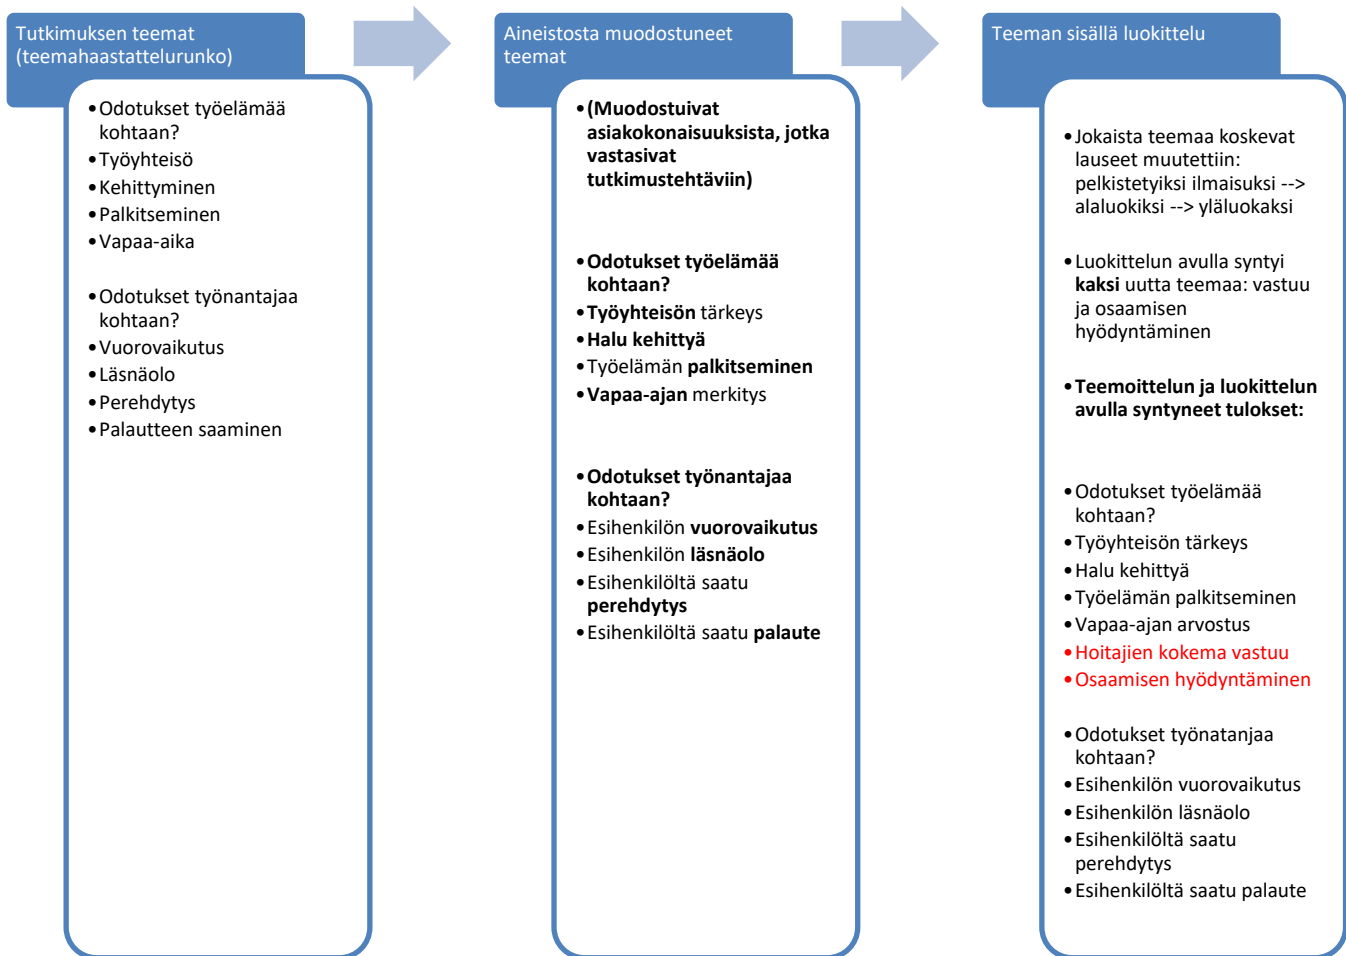 Tutkimuksen teemat
(teemahaastattelurunko)
•Odotukset työelämää
kohtaan?
•Työyhteisö
•Kehittyminen
•Palkitseminen
•Vapaa-aika
•Odotukset työnantajaa
kohtaan?
•Vuorovaikutus
•Läsnäolo
•Perehdytys
•Palautteen saaminen
Aineistosta muodostuneet
teemat
•(Muodostuivat
asiakokonaisuuksista, jotka
vastasivat
tutkimustehtäviin)
•Odotukset työelämää
kohtaan?
•Työyhteisön tärkeys
•Halu kehittyä
•Työelämän palkitseminen
•Vapaa-ajan merkitys
•Odotukset työnantajaa
kohtaan?
•Esihenkilön vuorovaikutus
•Esihenkilön läsnäolo
•Esihenkilöltä saatu
perehdytys
•Esihenkilöltä saatu palaute
Teeman sisällä luokittelu
•Jokaista teemaa koskevat
lauseet muutettiin:
pelkistetyiksi ilmaisuksi -->
alaluokiksi --> yläluokaksi
•Luokittelun avulla syntyi
kaksi uutta teemaa: vastuu
ja osaamisen
hyödyntäminen
•Teemoittelun ja luokittelun
avulla syntyneet tulokset:
•Odotukset työelämää
kohtaan?
•Työyhteisön tärkeys
•Halu kehittyä
•Työelämän palkitseminen
•Vapaa-ajan arvostus
•Hoitajien kokema vastuu
•Osaamisen hyödyntäminen
•Odotukset työnatanjaa
kohtaan?
•Esihenkilön vuorovaikutus
•Esihenkilön läsnäolo
•Esihenkilöltä saatu
perehdytys
•Esihenkilöltä saatu palaute